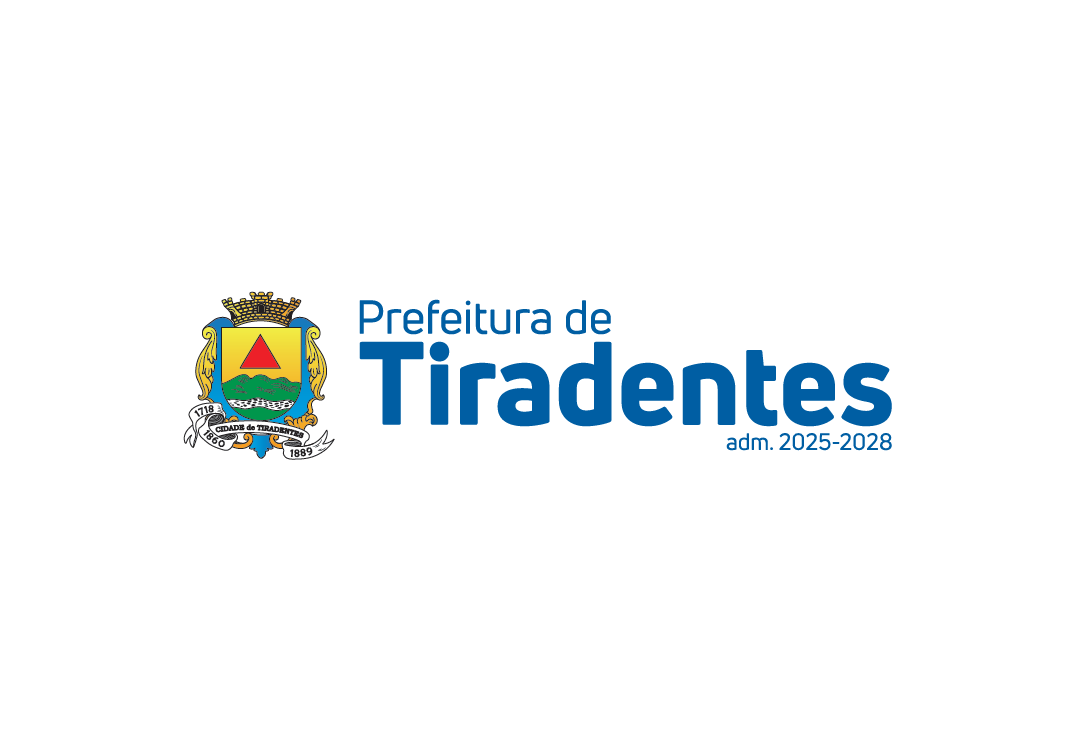 Prefeitura de
Tiradentes
adm. 2025-2028
1718
1860
CIDADE de TIRADENTES
1889